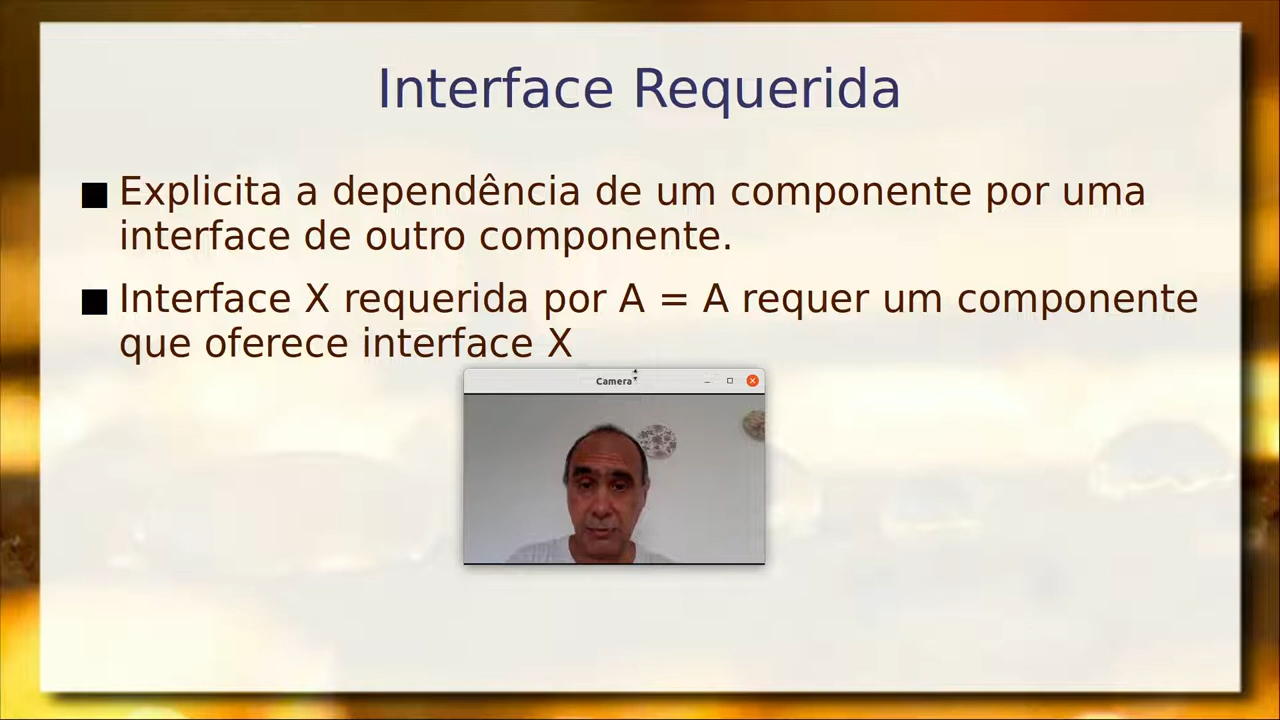 Interface Requerida
Explicita a dependência de um componente por uma
interface de outro componente.
Interface X requerida por A = A requer um componente
que oferece interface X
Camera